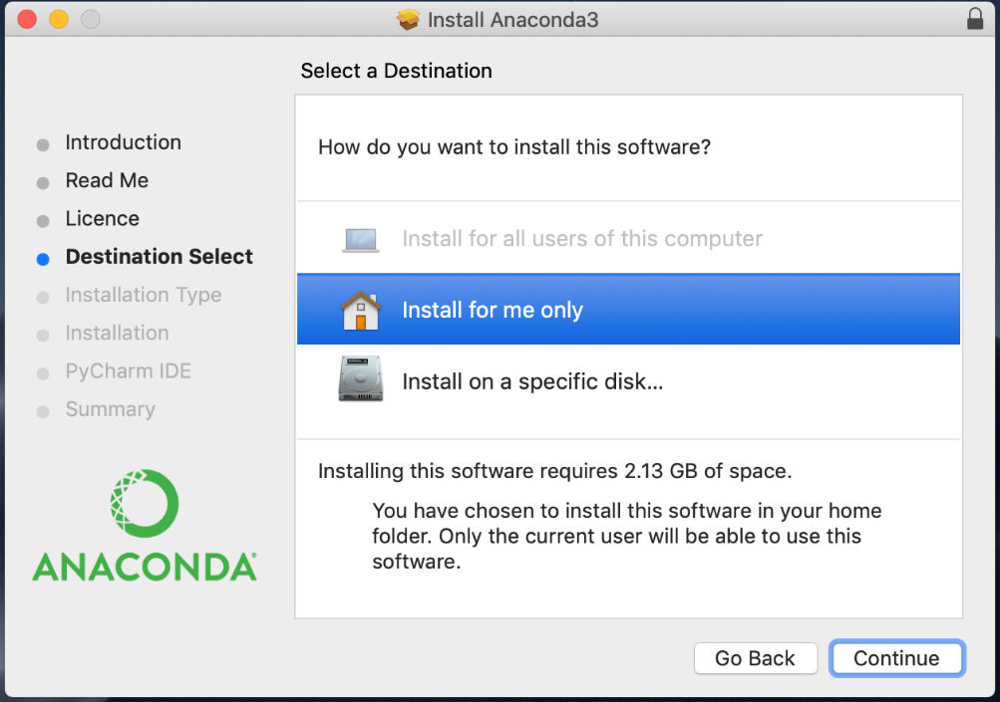 Install Anaconda3
Select a Destination
Introduction
Read Me
Licence
Destination Select
Installation Type
Installation
PyCharm IDE
Summary
ANACONDA®
How do you want to install this software?
Install for all users of this computer
Install for me only
Install on a specific disk...
Installing this software requires 2.13 GB of space.
You have chosen to install this software in your home
folder. Only the current user will be able to use this
software.
Go Back
Continue